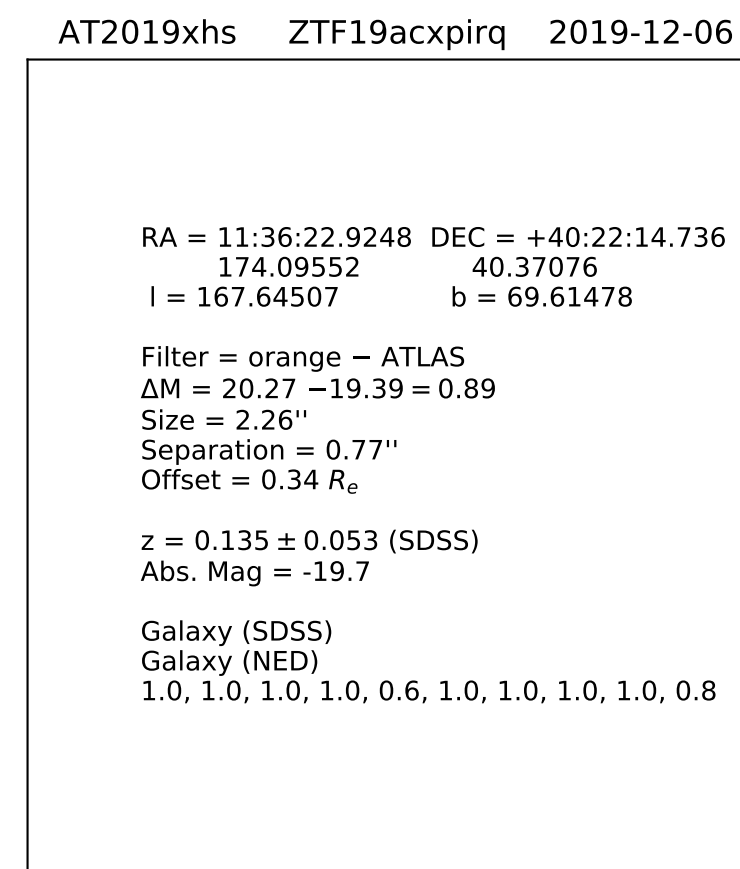 AT2019xhs ZTF19acxpirq 2019-12-06
RA = 11:36:22.9248 DEC = +40:22:14.736
174.09552 40.37076
l = 167.64507 b = 69.61478
Filter = orange − ATLAS
ΔM = 20.27 −19.39 = 0.89
Size = 2.26''
Separation = 0.77''
Offset = 0.34 Rₑ
z = 0.135 ± 0.053 (SDSS)
Abs. Mag = -19.7
Galaxy (SDSS)
Galaxy (NED)
1.0, 1.0, 1.0, 1.0, 0.6, 1.0, 1.0, 1.0, 1.0, 0.8